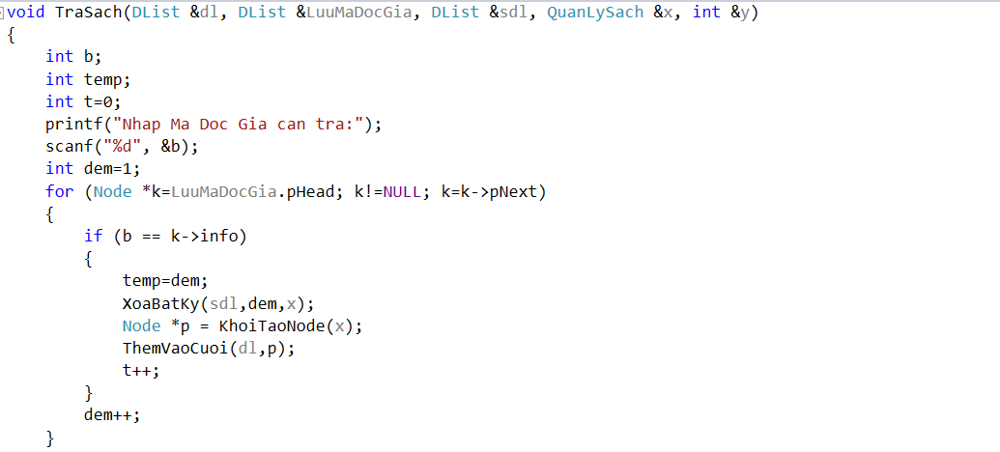 void TraSach(DList &dl, DList &LuuMaDocGia, DList &sdl, QuanLySach &x, int &y)
{
    int b;
    int temp;
    int t=0;
    printf("Nhap Ma Doc Gia can tra:");
    scanf("%d", &b);
    int dem=1;
    for (Node *k=LuuMaDocGia.pHead; k!=NULL; k=k->pNext)
    {
        if (b == k->info)
        {
            temp=dem;
            XoaBatKy(sdl,dem,x);
            Node *p = KhoiTaoNode(x);
            ThemVaoCuoi(dl,p);
            t++;
        }
        dem++;
    }